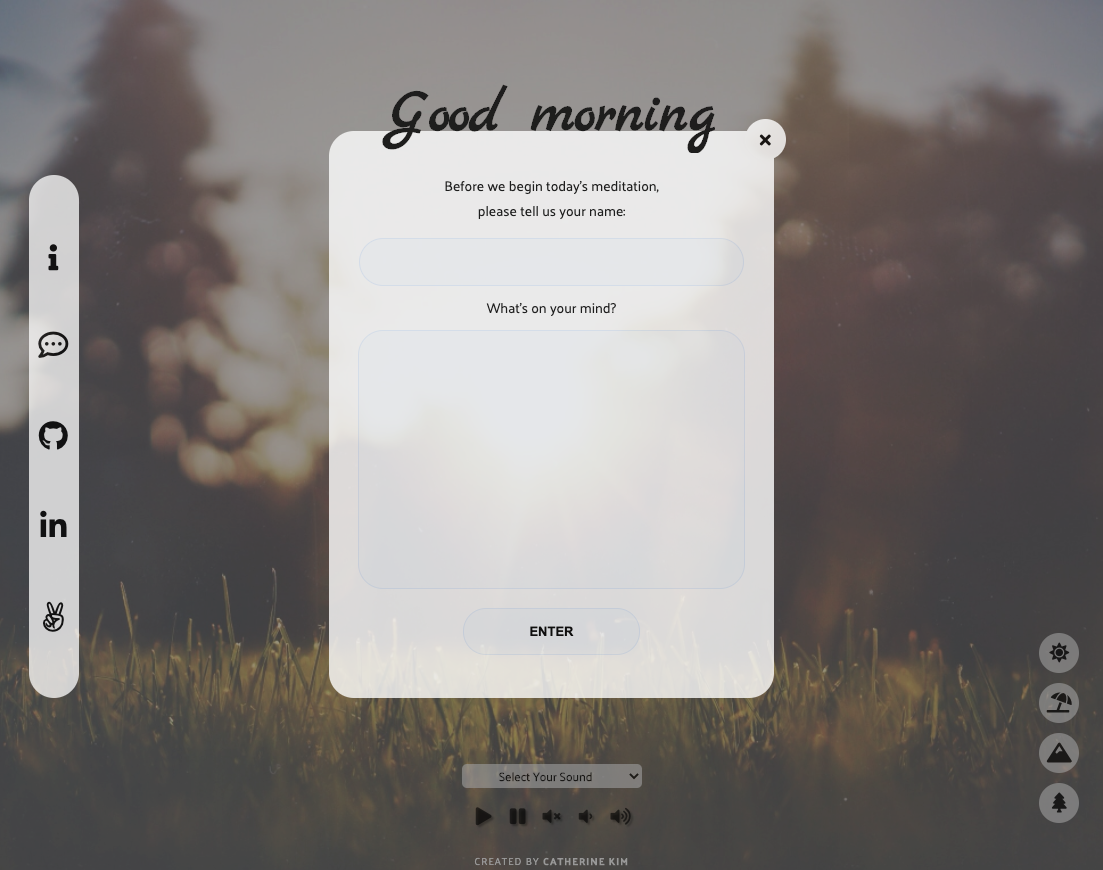 Good morning
Before we begin today's meditation,
please tell us your name:
What's on your mind?
ENTER
Select Your Sound
CREATED BY CATHERINE KIM